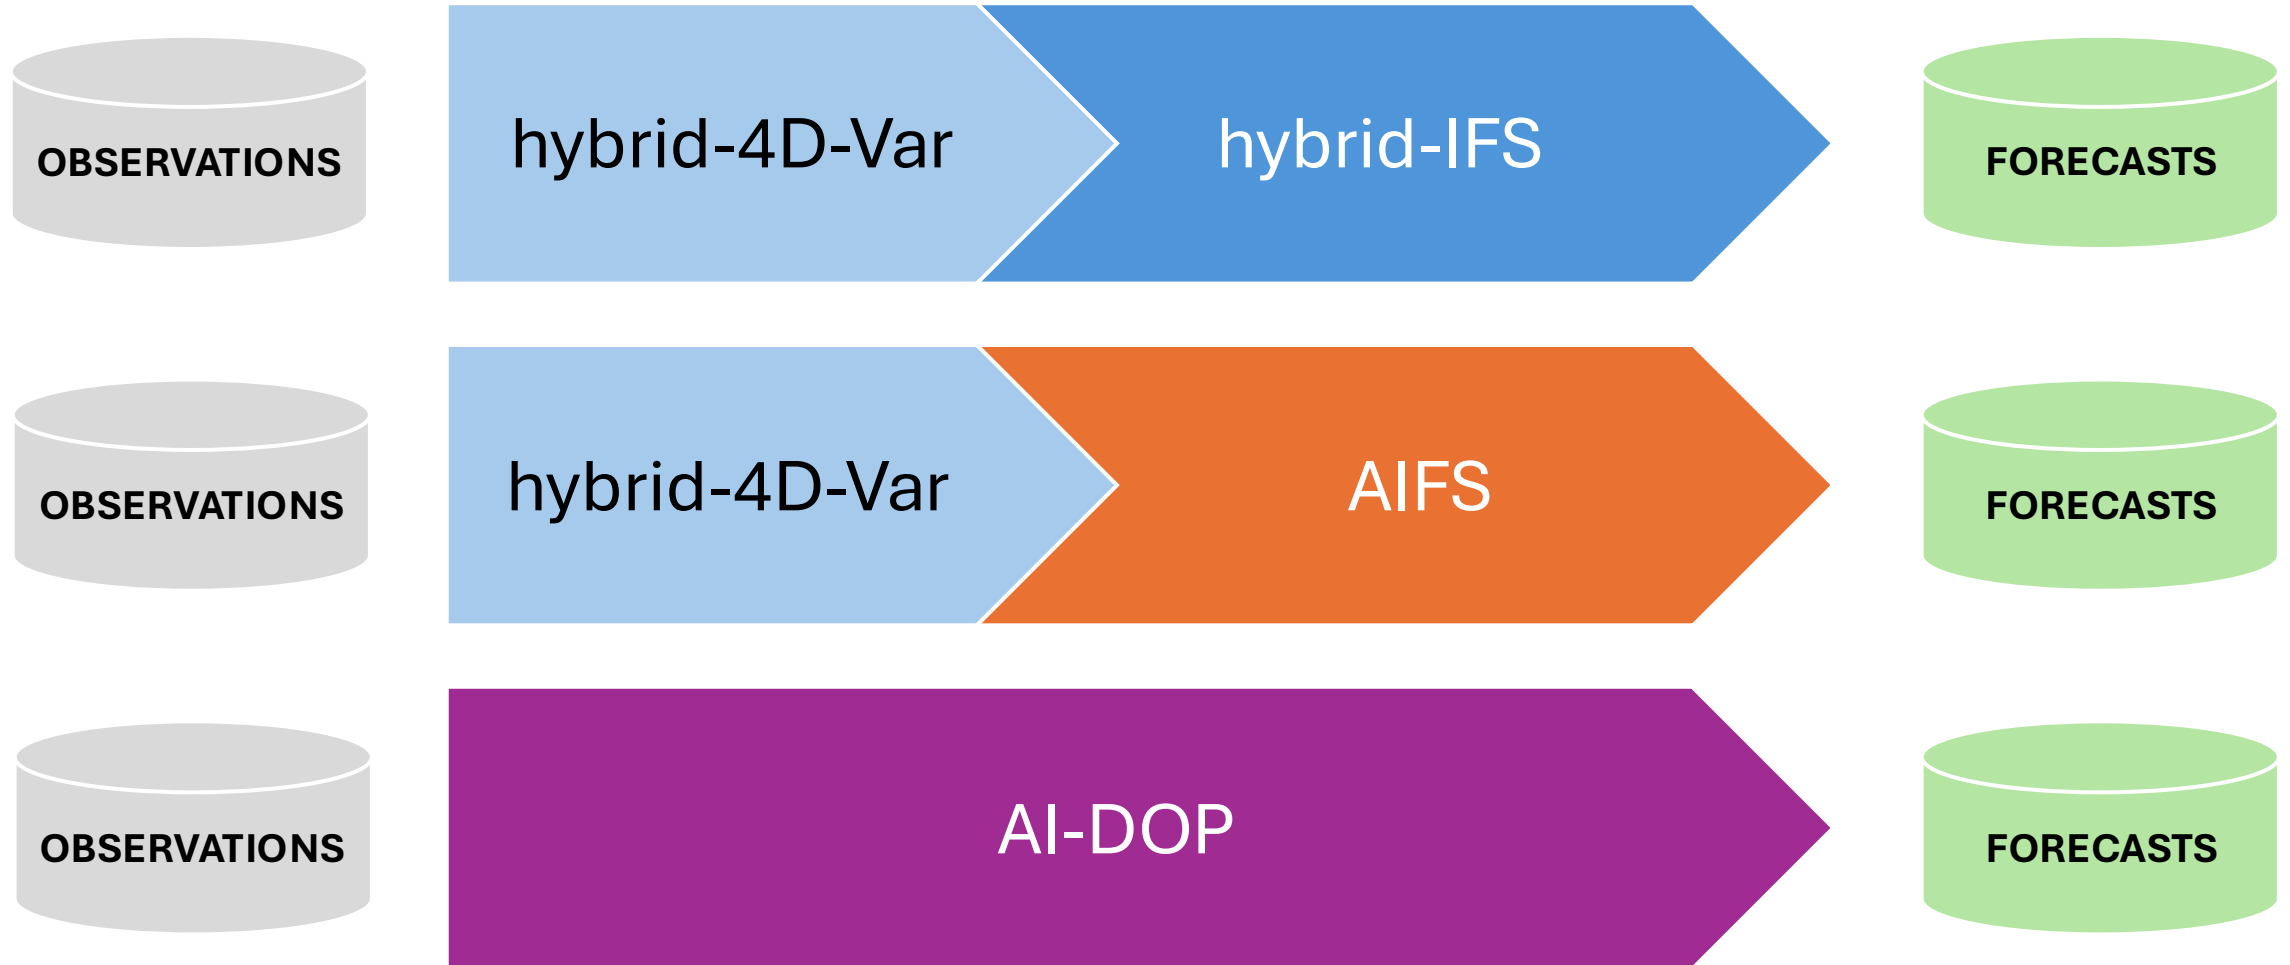 OBSERVATIONS
hybrid-4D-Var
hybrid-IFS
FORECASTS
OBSERVATIONS
hybrid-4D-Var
AIFS
FORECASTS
OBSERVATIONS
AI-DOP
FORECASTS